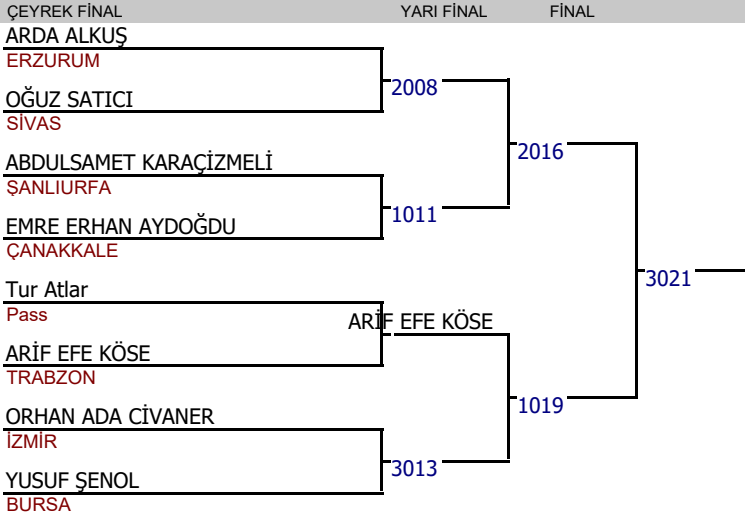 ÇEYREK FİNAL YARI FİNAL FİNAL
ARDA ALKUŞ
ERZURUM
2008
OĞUZ SATICI
SİVAS
2016
ABDULSAMET KARAÇİZMELİ
ŞANLIURFA
1011
EMRE ERHAN AYDOĞDU
ÇANAKKALE
3021
Tur Atlar
Pass
ARİF EFE KÖSE
ARİF EFE KÖSE
TRABZON
1019
ORHAN ADA CİVANER
İZMİR
3013
YUSUF ŞENOL
BURSA